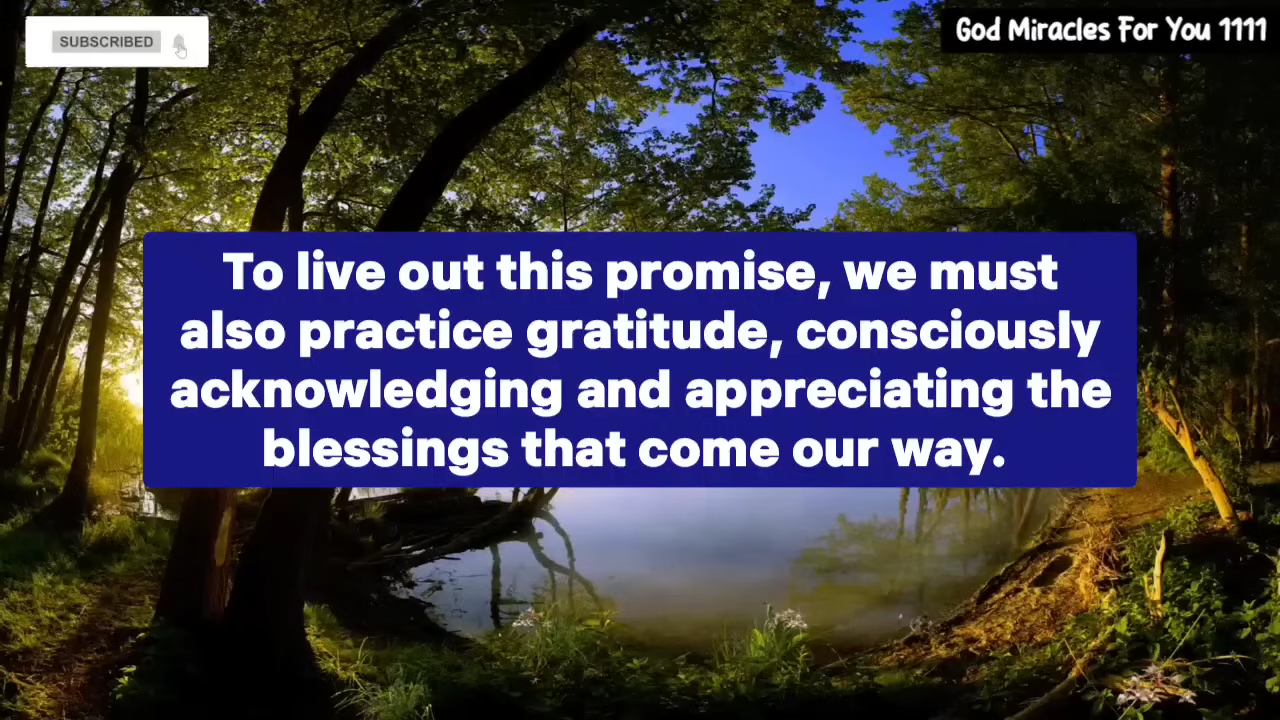 SUBSCRIBED
God Miracles For You 1111
To live out this promise, we must
also practice gratitude, consciously
acknowledging and appreciating the
blessings that come our way.